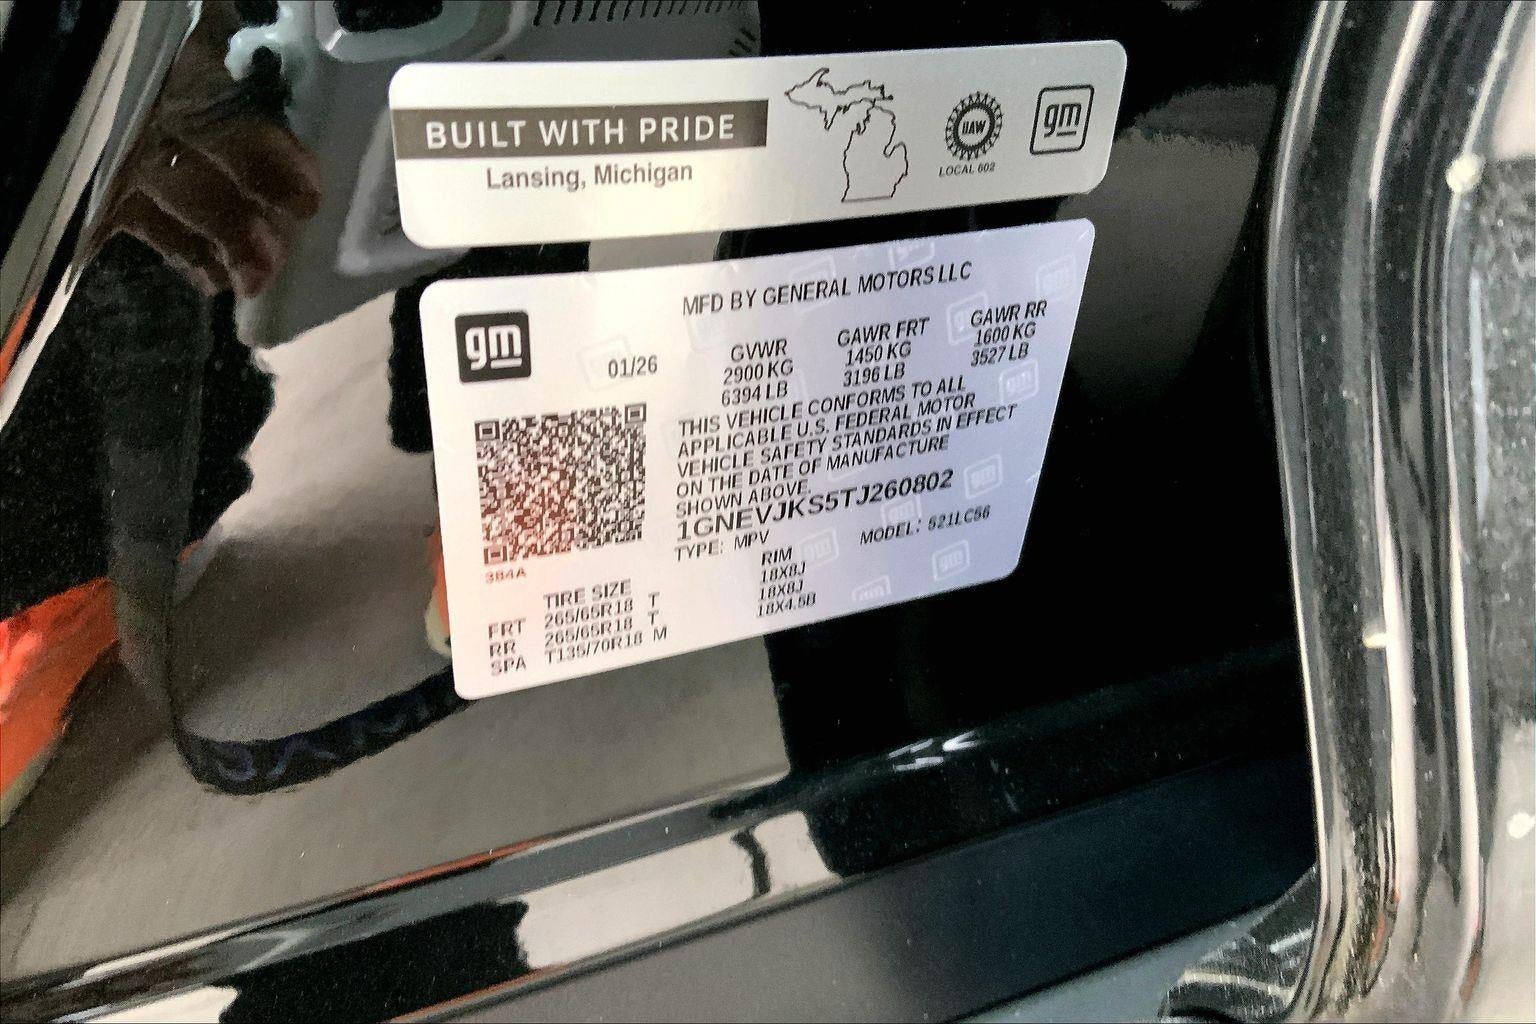 BUILT WITH PRIDE
Lansing, Michigan
UAW
LOCAL 602
gm
MFD BY GENERAL MOTORS LLC
gm
01/26
GVWR
2900 KG
6394 LB
GAWR FRT
1450 KG
3196 LB
GAWR RR
1600 KG
3527 LB
THIS VEHICLE CONFORMS TO ALL
APPLICABLE U.S. FEDERAL MOTOR
VEHICLE SAFETY STANDARDS IN EFFECT
ON THE DATE OF MANUFACTURE
SHOWN ABOVE.
1GNEVJKS5TJ260802
TYPE: MPV MODEL: 521LC56
384A
TIRE SIZE RIM
FRT 265/65R18 T 18X8J
RR 265/65R18 T 18X8J
SPA T135/70R18 M 18X4.5B